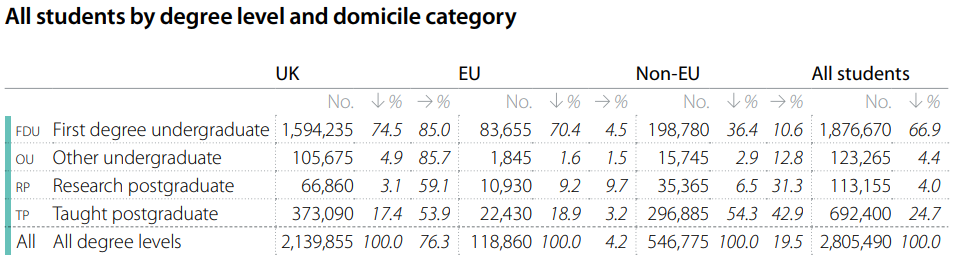 All students by degree level and domicile category
UK EU Non-EU All students
No. ↓% →% No. ↓% →% No. ↓% →% No. ↓%
FDU First degree undergraduate 1,594,235 74.5 85.0 83,655 70.4 4.5 198,780 36.4 10.6 1,876,670 66.9
OU Other undergraduate 105,675 4.9 85.7 1,845 1.6 1.5 15,745 2.9 12.8 123,265 4.4
RP Research postgraduate 66,860 3.1 59.1 10,930 9.2 9.7 35,365 6.5 31.3 113,155 4.0
TP Taught postgraduate 373,090 17.4 53.9 22,430 18.9 3.2 296,885 54.3 42.9 692,400 24.7
All All degree levels 2,139,855 100.0 76.3 118,860 100.0 4.2 546,775 100.0 19.5 2,805,490 100.0